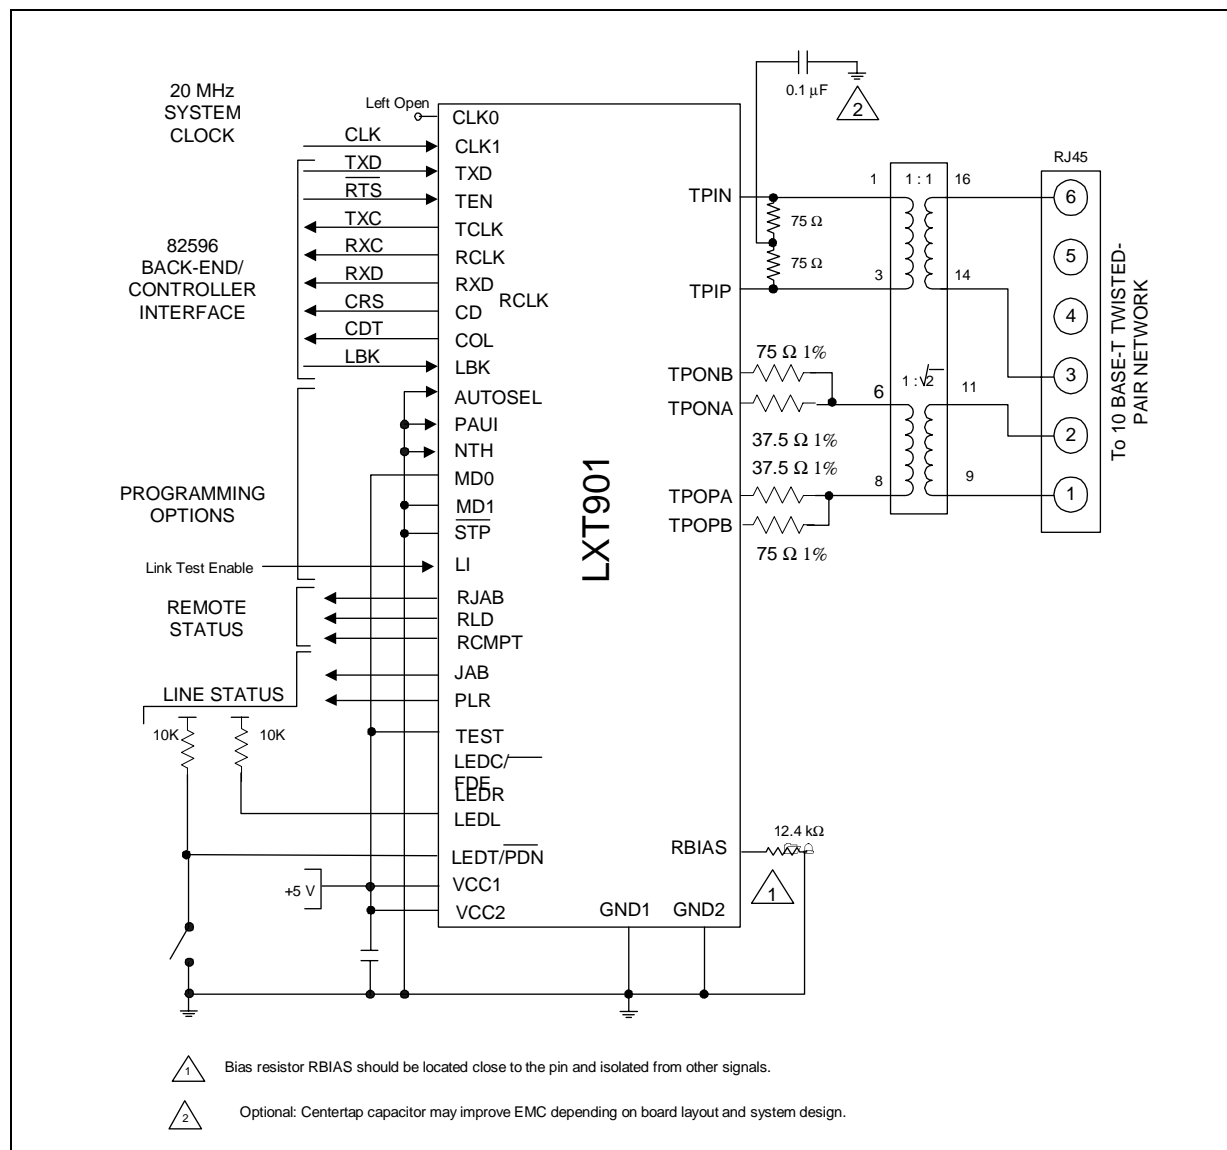 20 MHz
SYSTEM
CLOCK
Left Open
CLK0
CLK
CLK1
TXD
TXD
RTS
TEN
TXC
TCLK
RXC
RCLK
RXD
RXD
RCLK
CRS
CD
CDT
COL
LBK
LBK
82596
BACK-END/
CONTROLLER
INTERFACE
AUTOSEL
PAUI
NTH
MD0
MD1
STP
LI
PROGRAMMING
OPTIONS
Link Test Enable
REMOTE
STATUS
RJAB
RLD
RCMPT
JAB
PLR
LINE STATUS
10K
10K
TEST
LEDC/
FDE
LEDR
LEDL
LEDT/PDN
+5 V
VCC1
VCC2
LXT901
GND1
GND2
RBIAS
12.4 kΩ
1
TPIN
TPIP
75 Ω
75 Ω
0.1 µF
2
TPONB
TPONA
TPOPA
TPOPB
75 Ω 1%
37.5 Ω 1%
37.5 Ω 1%
75 Ω 1%
1
1 : 1
16
3
14
6
1 : √2
11
8
9
RJ45
6
5
4
3
2
1
To 10 BASE-T TWISTED-
PAIR NETWORK
1
Bias resistor RBIAS should be located close to the pin and isolated from other signals.
2
Optional: Centertap capacitor may improve EMC depending on board layout and system design.